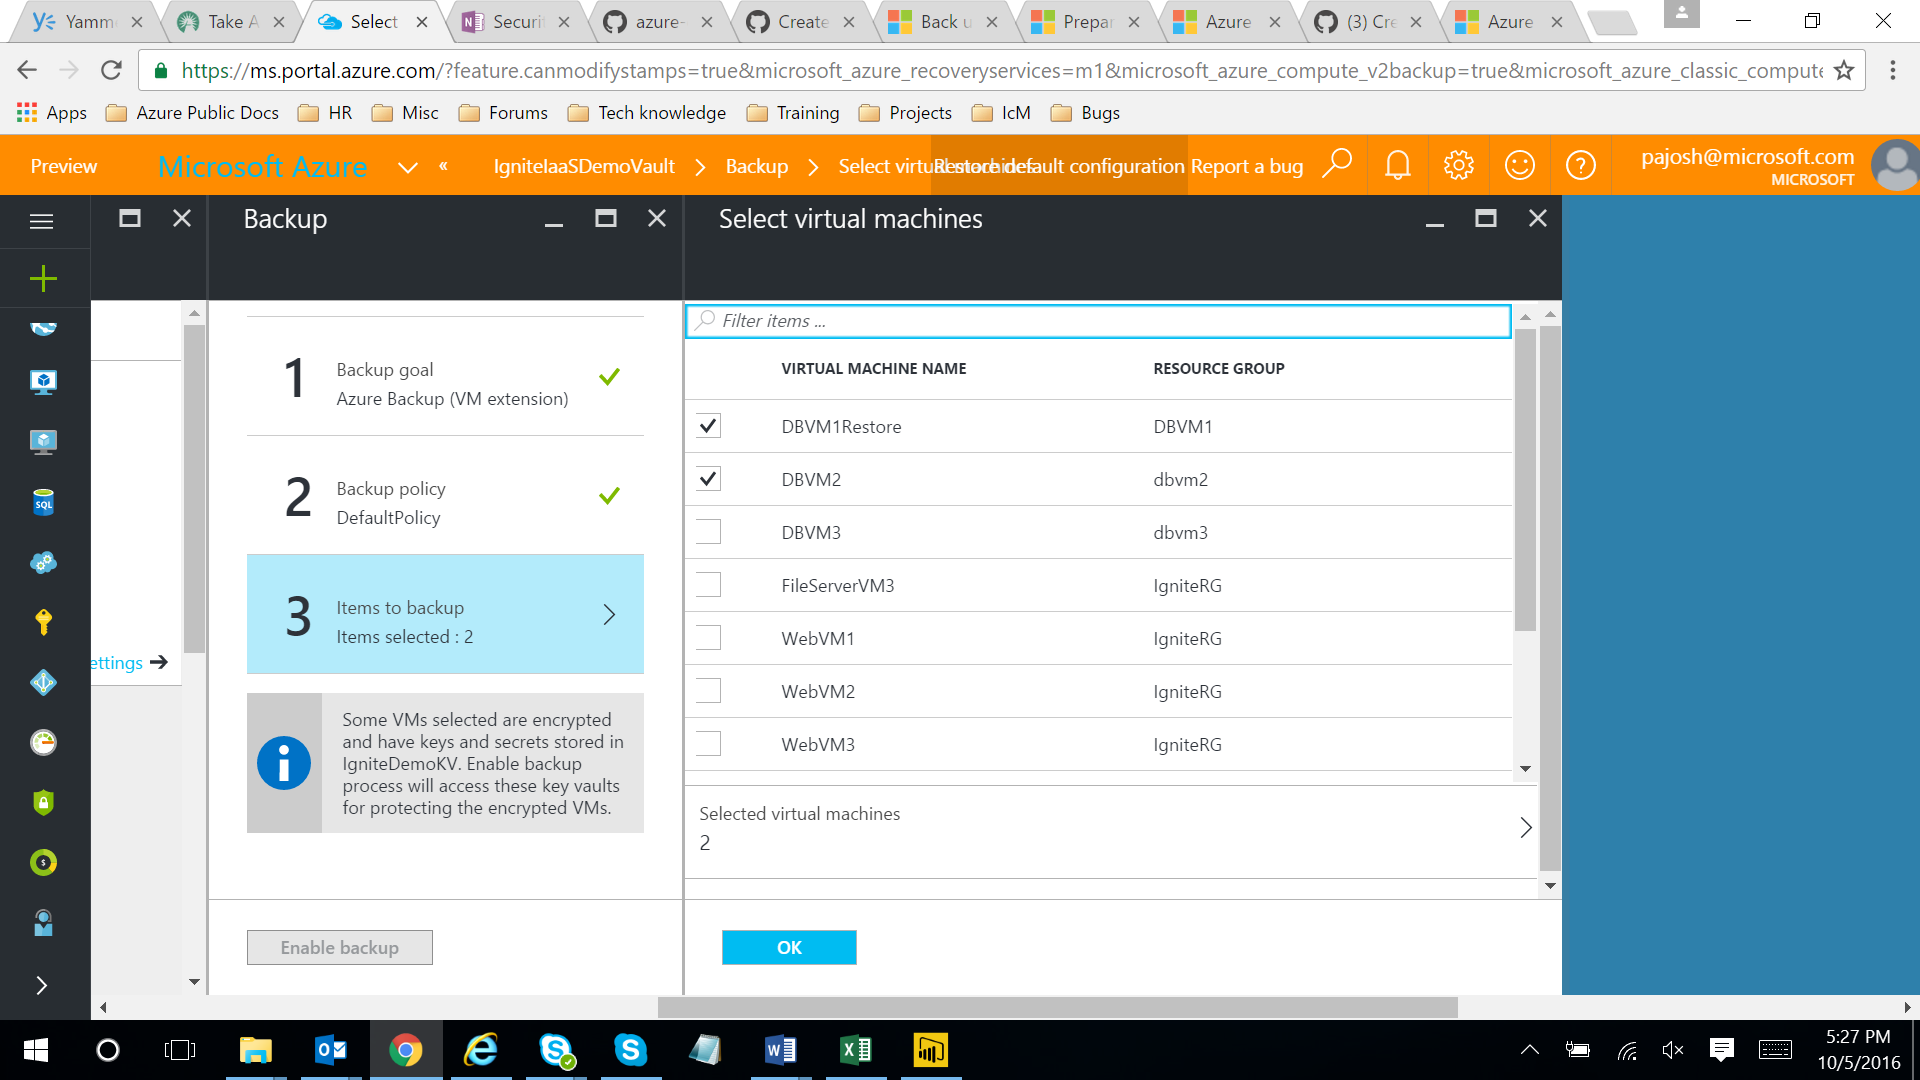 Yamm
Take A
Select
Securi
azure-
Create
Back u
Prepar
Azure
(3) Cre
Azure
https://ms.portal.azure.com/?feature.canmodifystamps=true&microsoft_azure_recoveryservices=m1&microsoft_azure_compute_v2backup=true&microsoft_azure_classic_compute
Apps
Azure Public Docs
HR
Misc
Forums
Tech knowledge
Training
Projects
IcM
Bugs
Preview
Microsoft Azure
«
IgniteIaaSDemoVault
Backup
Select virtual machines
Restore default configuration
Report a bug
pajosh@microsoft.com
MICROSOFT
ettings
Backup
1
Backup goal
Azure Backup (VM extension)
2
Backup policy
DefaultPolicy
3
Items to backup
Items selected : 2
Some VMs selected are encrypted
and have keys and secrets stored in
IgniteDemoKV. Enable backup
process will access these key vaults
for protecting the encrypted VMs.
Enable backup
Select virtual machines
Filter items ...
VIRTUAL MACHINE NAME RESOURCE GROUP
DBVM1Restore DBVM1
DBVM2 dbvm2
DBVM3 dbvm3
FileServerVM3 IgniteRG
WebVM1 IgniteRG
WebVM2 IgniteRG
WebVM3 IgniteRG
Selected virtual machines
2
OK
SQL
5:27 PM
10/5/2016